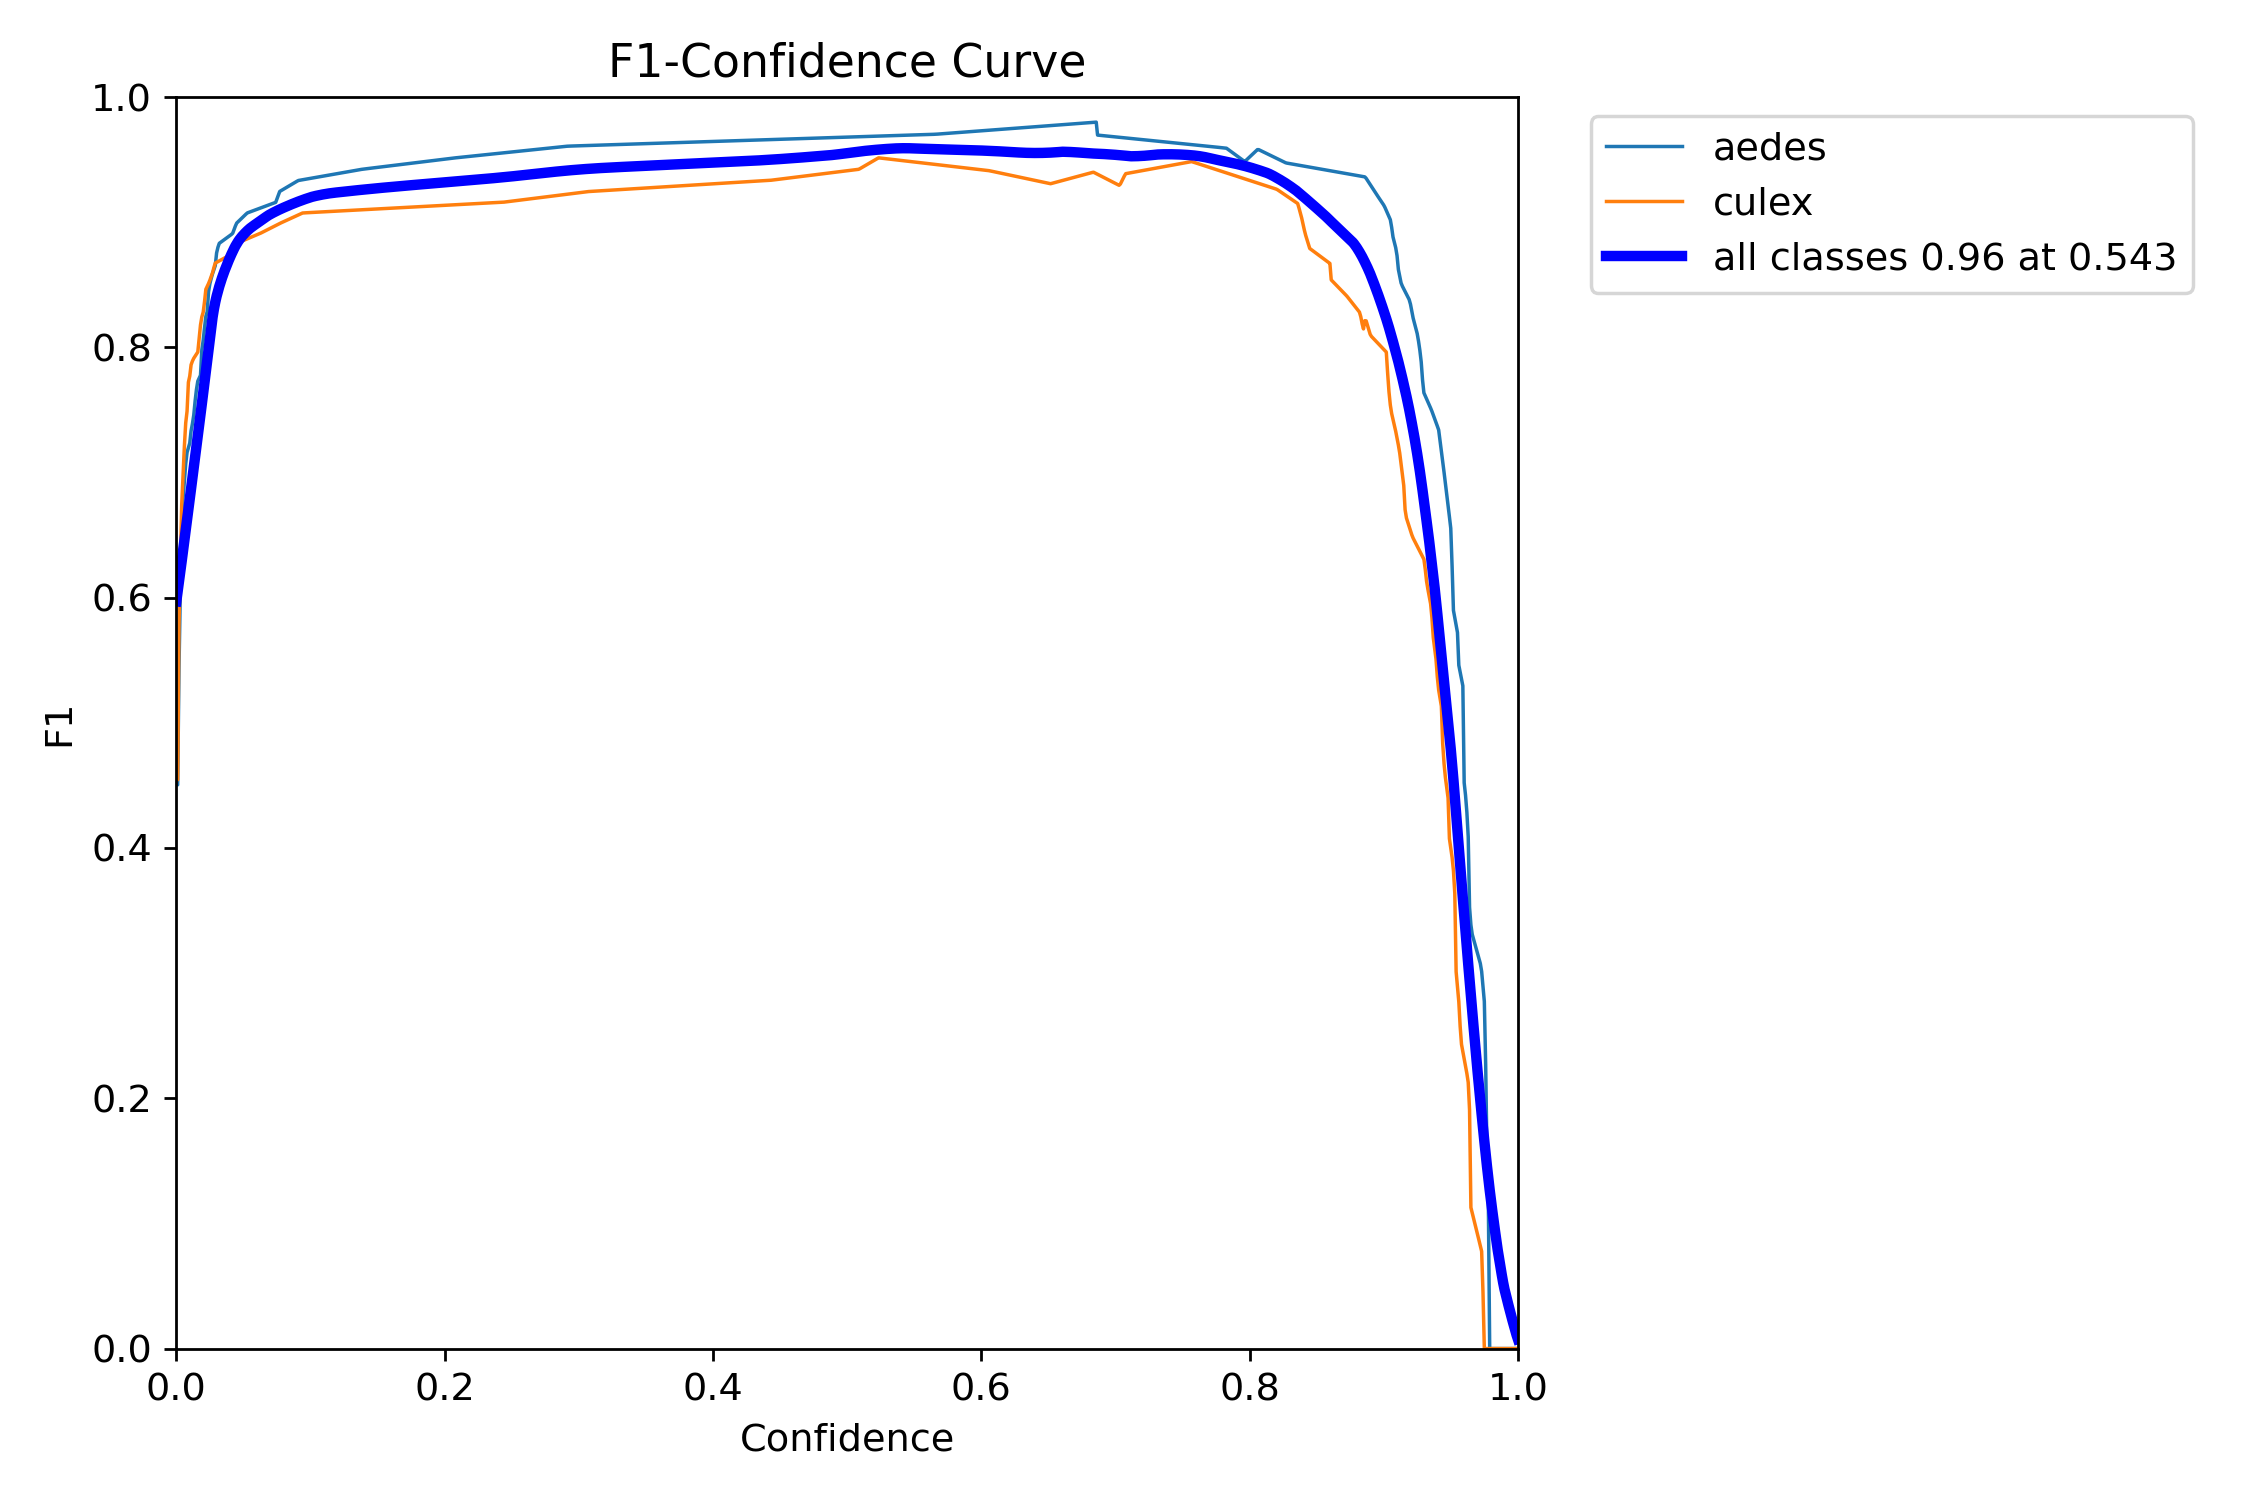 F1-Confidence Curve
1.0
0.8
0.6
0.4
0.2
0.0
F1
0.0 0.2 0.4 0.6 0.8 1.0
Confidence
aedes
culex
all classes 0.96 at 0.543